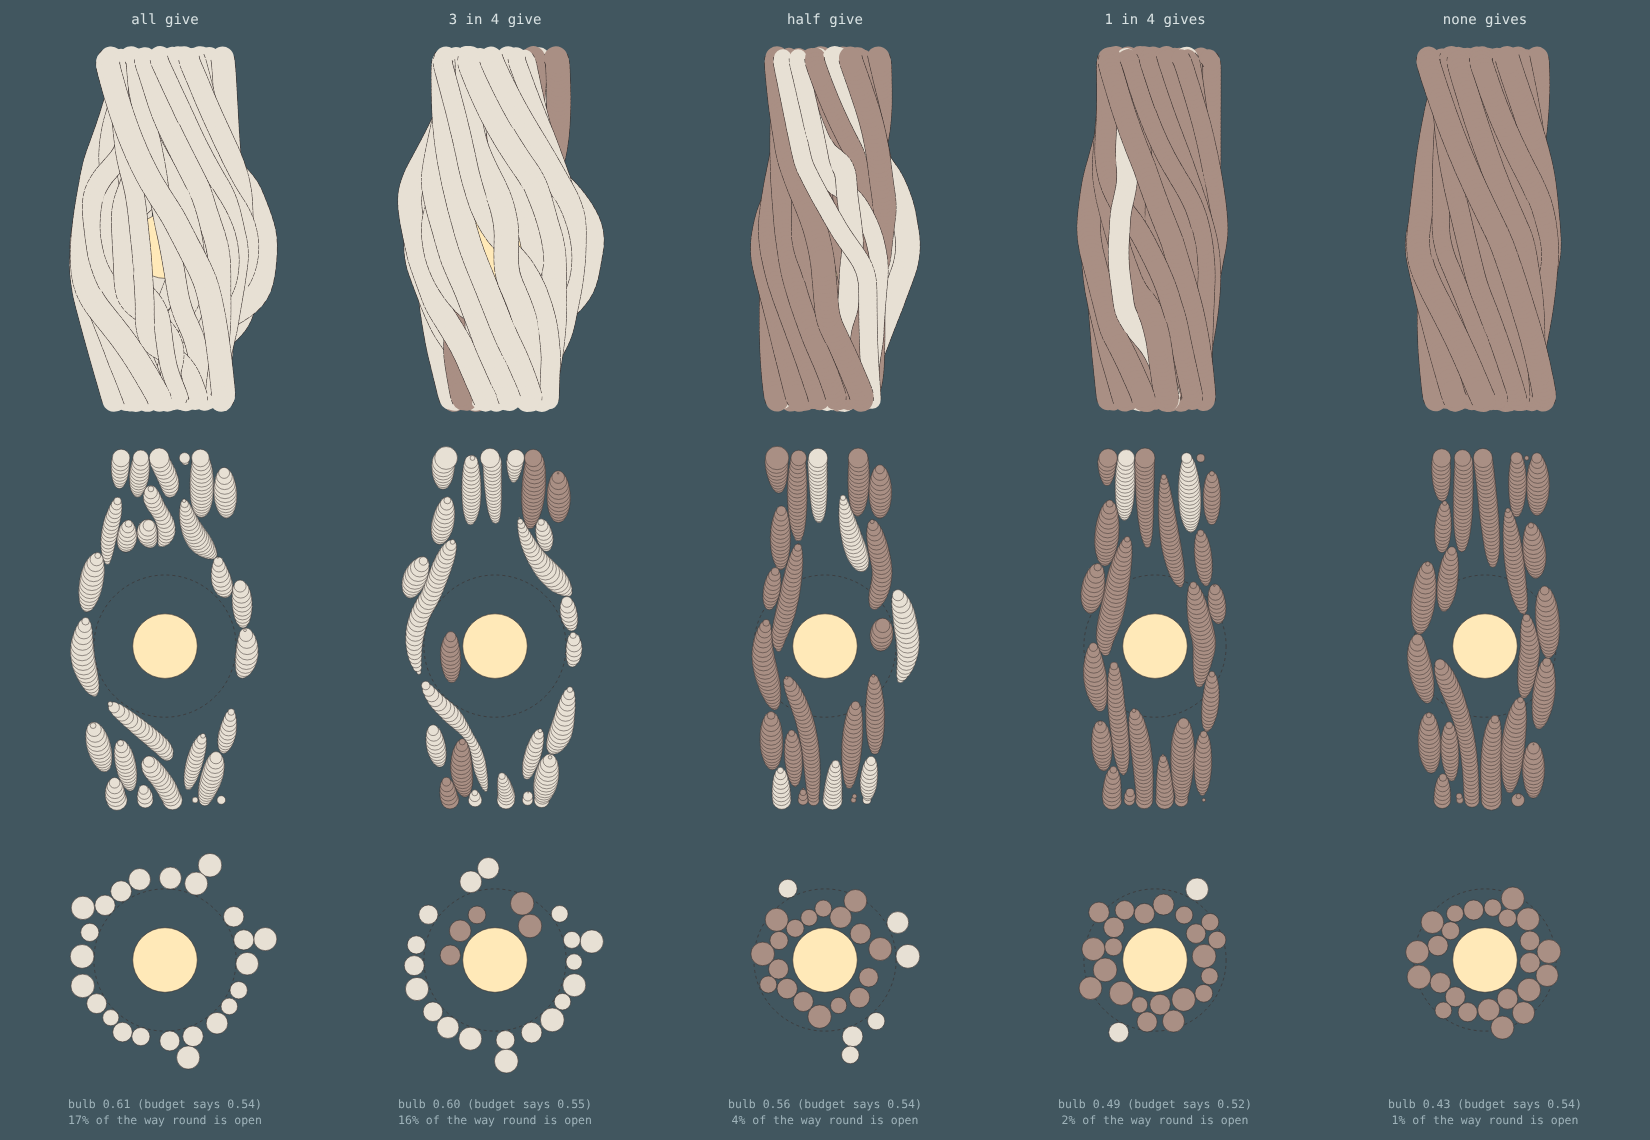 all give
3 in 4 give
half give
1 in 4 gives
none gives
bulb 0.61 (budget says 0.54)
17% of the way round is open
bulb 0.60 (budget says 0.55)
16% of the way round is open
bulb 0.56 (budget says 0.54)
4% of the way round is open
bulb 0.49 (budget says 0.52)
2% of the way round is open
bulb 0.43 (budget says 0.54)
1% of the way round is open